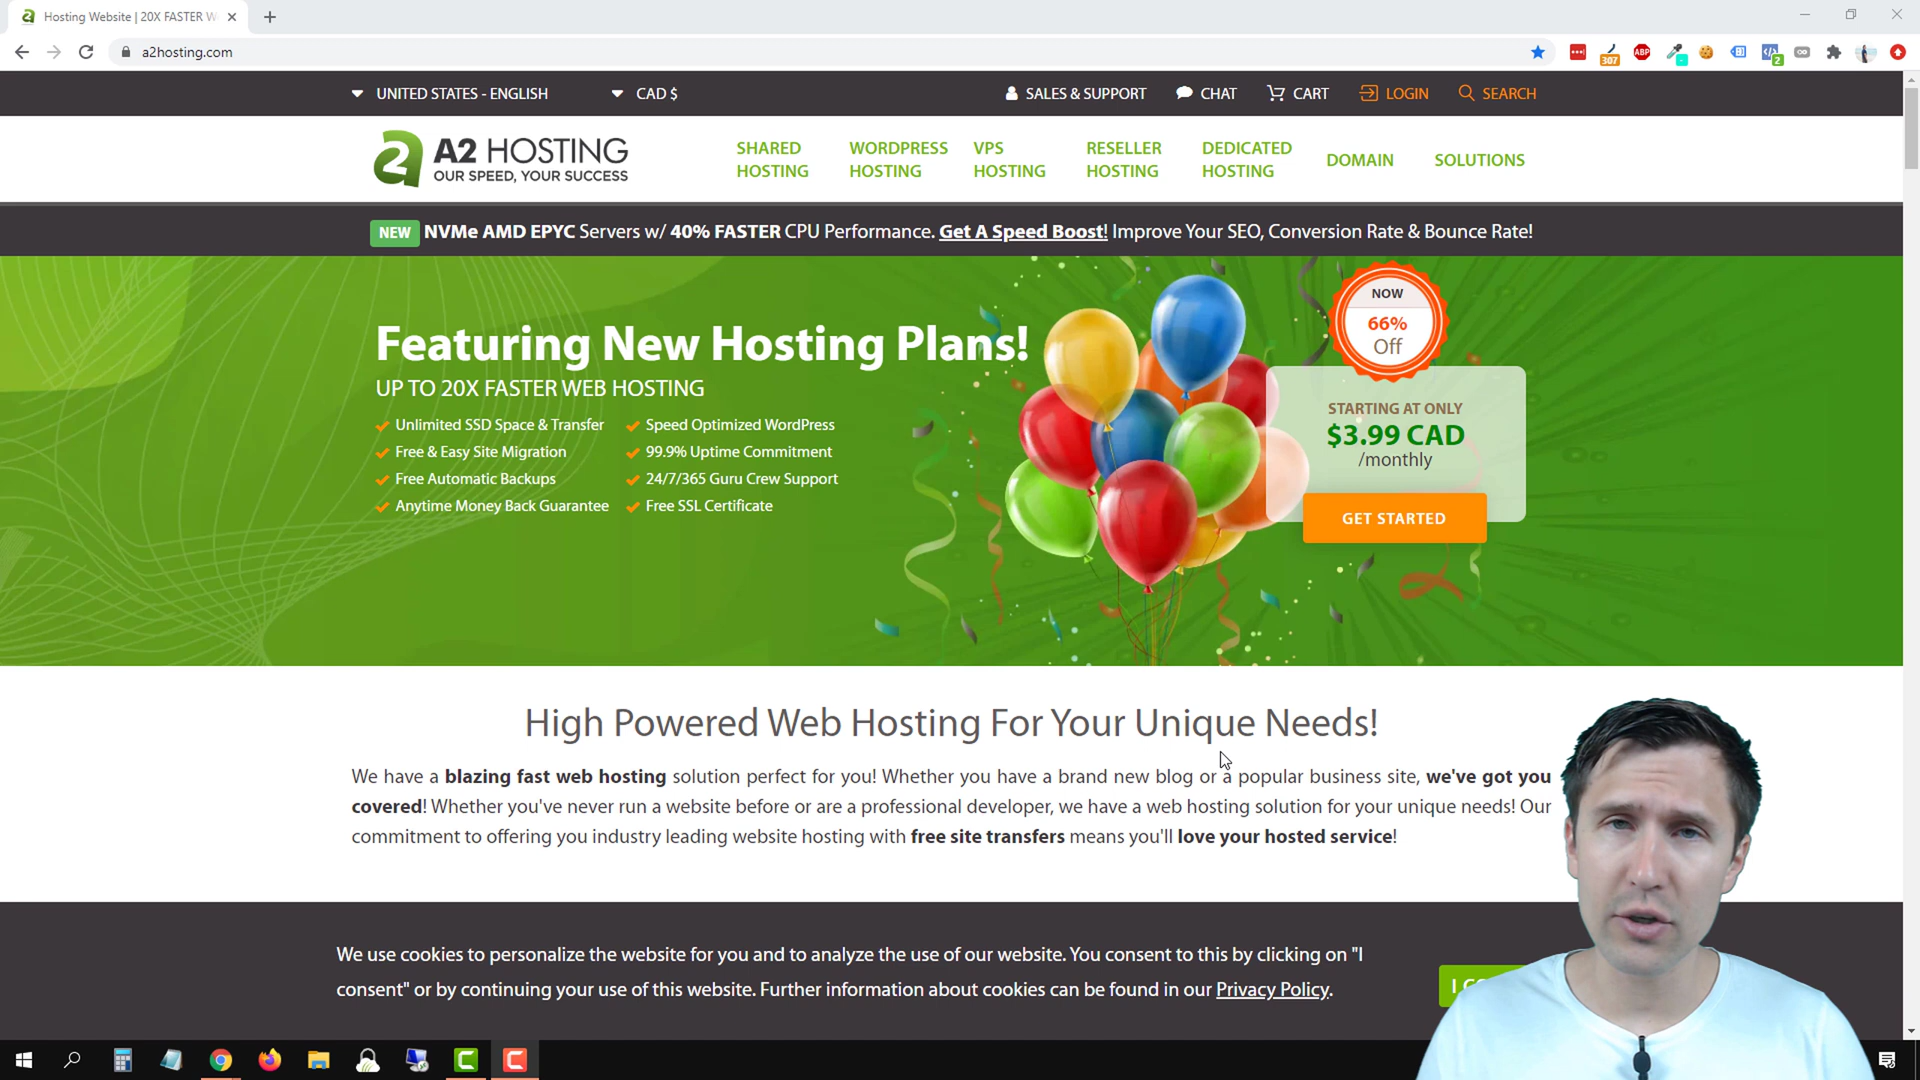 Hosting Website | 20X FASTER W
a2hosting.com
307
ABP
2
UNITED STATES - ENGLISH
CAD $
SALES & SUPPORT
CHAT
CART
LOGIN
SEARCH
A2 HOSTING
OUR SPEED, YOUR SUCCESS
SHARED
HOSTING
WORDPRESS
HOSTING
VPS
HOSTING
RESELLER
HOSTING
DEDICATED
HOSTING
DOMAIN
SOLUTIONS
NEW NVMe AMD EPYC Servers w/ 40% FASTER CPU Performance. Get A Speed Boost! Improve Your SEO, Conversion Rate & Bounce Rate!
Featuring New Hosting Plans!
UP TO 20X FASTER WEB HOSTING
Unlimited SSD Space & Transfer
Free & Easy Site Migration
Free Automatic Backups
Anytime Money Back Guarantee
Speed Optimized WordPress
99.9% Uptime Commitment
24/7/365 Guru Crew Support
Free SSL Certificate
NOW
66%
Off
STARTING AT ONLY
$3.99 CAD
/monthly
GET STARTED
High Powered Web Hosting For Your Unique Needs!
We have a blazing fast web hosting solution perfect for you! Whether you have a brand new blog or a popular business site, we've got you
covered! Whether you've never run a website before or are a professional developer, we have a web hosting solution for your unique needs! Our
commitment to offering you industry leading website hosting with free site transfers means you'll love your hosted service!
We use cookies to personalize the website for you and to analyze the use of our website. You consent to this by clicking on "I
consent" or by continuing your use of this website. Further information about cookies can be found in our Privacy Policy.
I